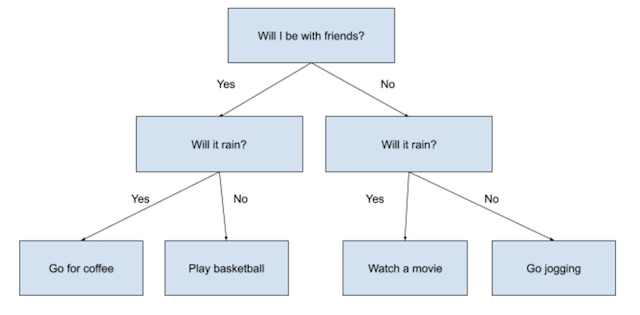 Will I be with friends?
Yes
No
Will it rain?
Will it rain?
Yes
No
Yes
No
Go for coffee
Play basketball
Watch a movie
Go jogging